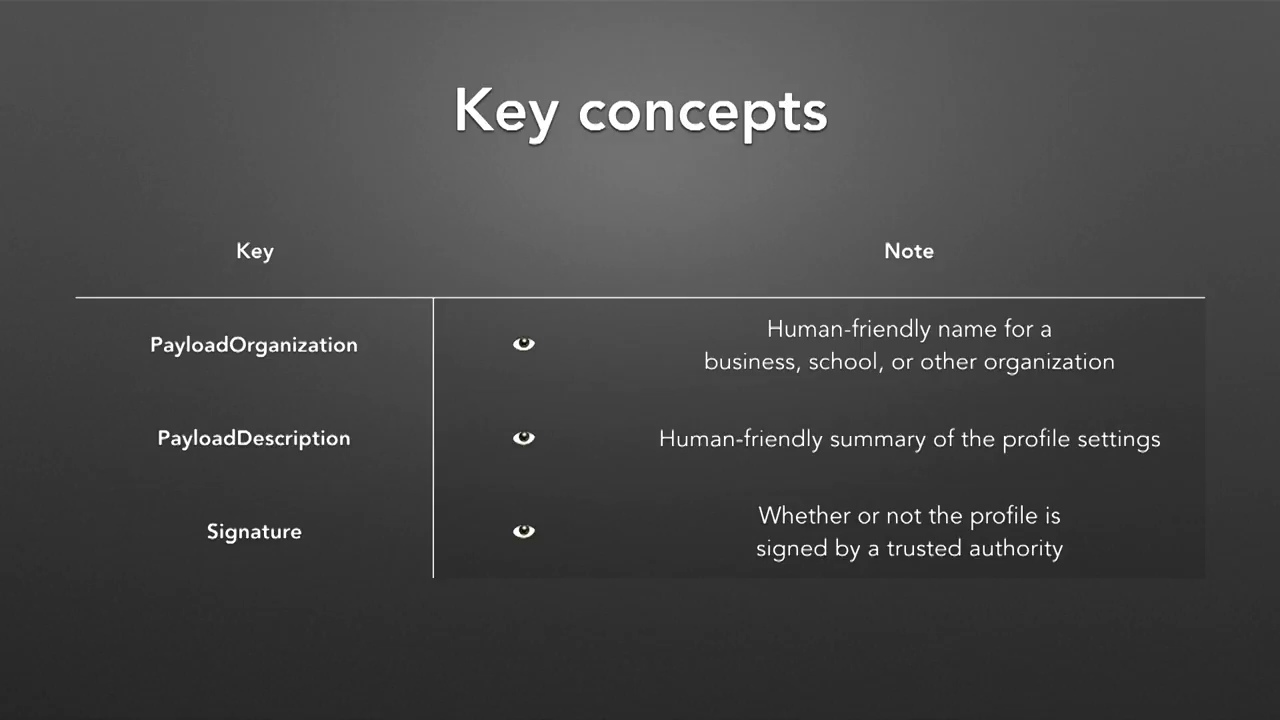 Key concepts
Key
Note
PayloadOrganization
Human-friendly name for a
business, school, or other organization
PayloadDescription
Human-friendly summary of the profile settings
Signature
Whether or not the profile is
signed by a trusted authority